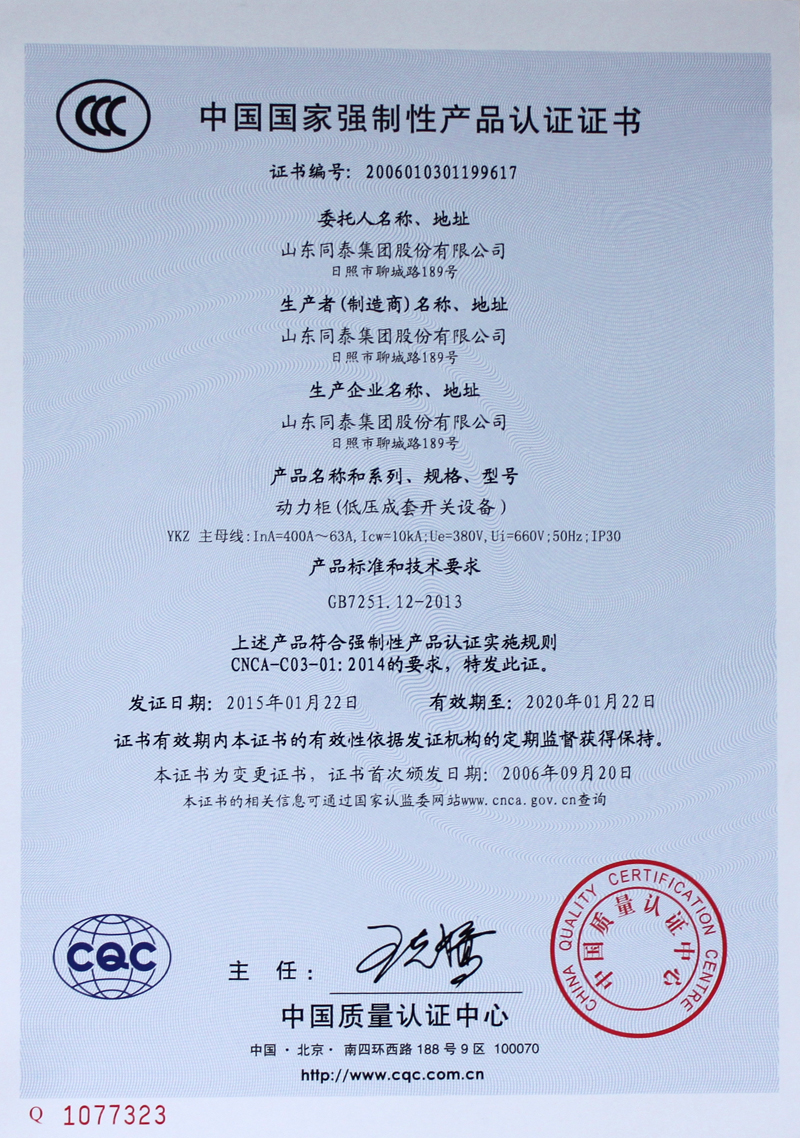 CCC
中国国家强制性产品认证证书
证书编号: 2006010301199617
委托人名称、地址
山东同泰集团股份有限公司
日照市聊城路189号
生产者(制造商)名称、地址
山东同泰集团股份有限公司
日照市聊城路189号
生产企业名称、地址
山东同泰集团股份有限公司
日照市聊城路189号
产品名称和系列、规格、型号
动力柜(低压成套开关设备)
YKZ 主母线:InA=400A～63A,Icw=10kA;Ue=380V,Ui=660V;50Hz;IP30
产品标准和技术要求
GB7251.12-2013
上述产品符合强制性产品认证实施规则
CNCA-C03-01:2014的要求，特发此证。
发证日期: 2015年01月22日 有效期至: 2020年01月22日
证书有效期内本证书的有效性依据发证机构的定期监督获得保持。
本证书为变更证书，证书首次颁发日期: 2006年09月20日
本证书的相关信息可通过国家认监委网站www.cnca.gov.cn查询
CHINA QUALITY CERTIFICATION CENTRE
中国质量认证中心
CQC
主 任:
中国质量认证中心
中国·北京·南四环西路188号9区 100070
http://www.cqc.com.cn
Q 1077323